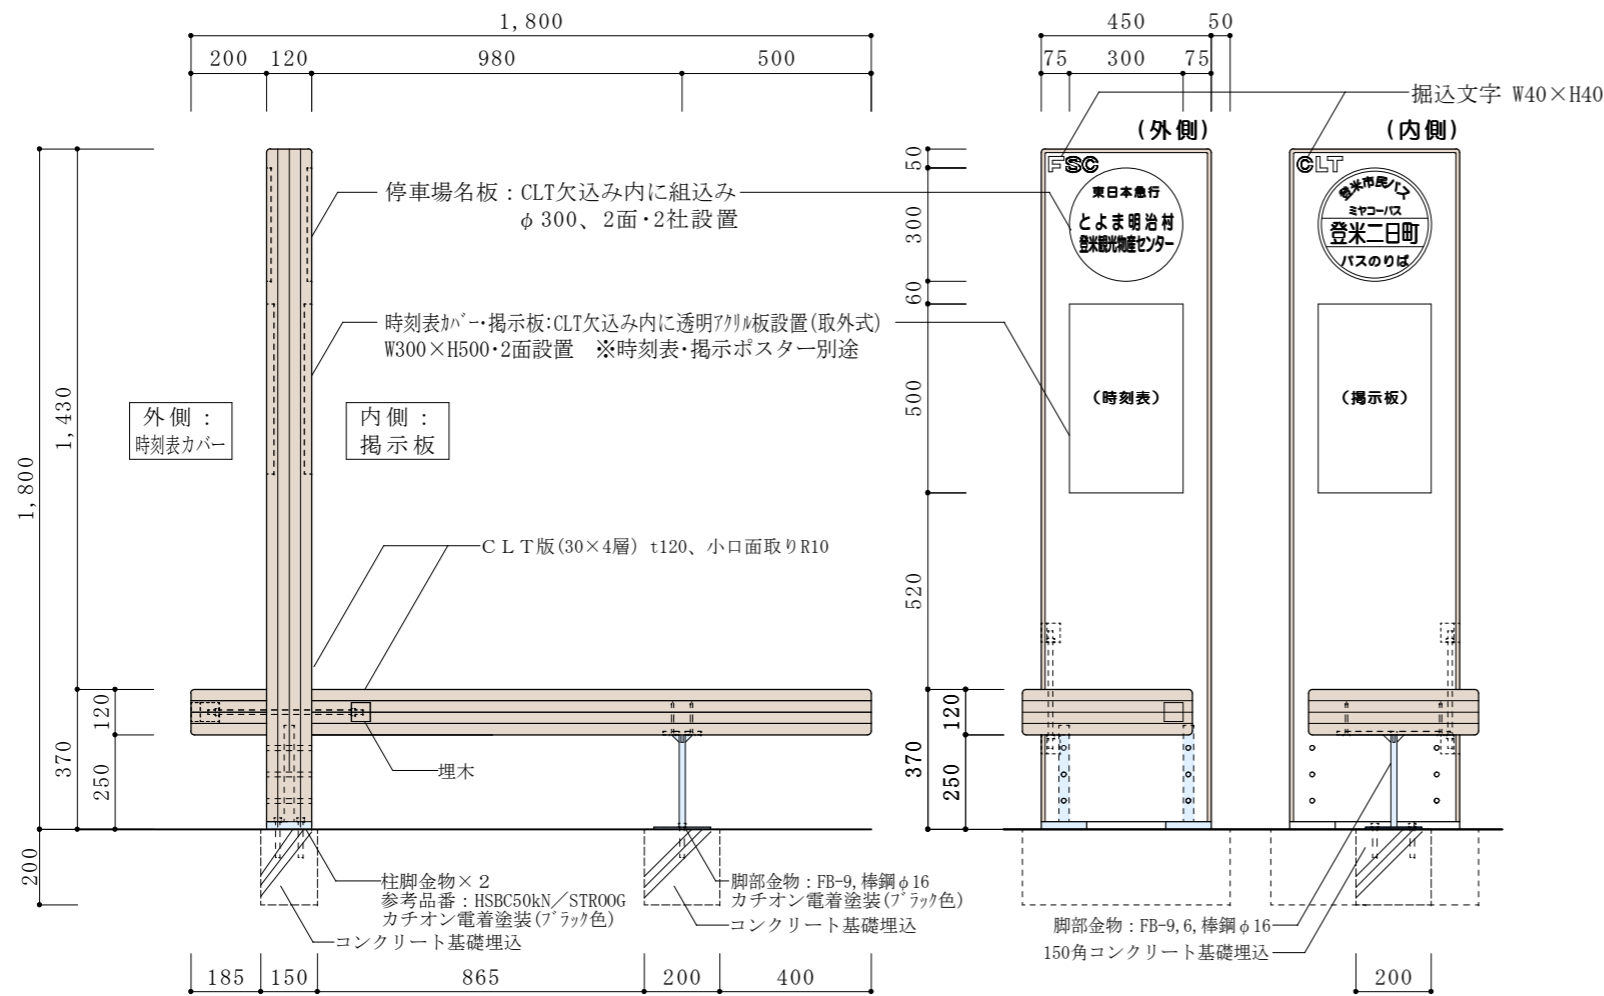 1,800
200 120 980 500
450 50
75 300 75
掘込文字 W40×H40
(外側)
(内側)
FSC
CLT
停車場名板：CLT欠込み内に組込み
φ300、2面・2社設置
東日本急行
とよま明治村
登米観光物産センター
登米市民バス
ミヤコーバス
登米二日町
バスのりば
50
300
60
500
520
時刻表カバー・掲示板:CLT欠込み内に透明アクリル板設置(取外式)
W300×H500・2面設置　※時刻表・掲示ポスター別途
(時刻表)
(掲示板)
外側：
時刻表カバー
内側：
掲示板
1,800
1,430
ＣＬＴ版(30×4層) t120、小口面取りR10
120
370
250
埋木
120
370
250
200
柱脚金物×2
参考品番：HSBC50kN／STROOG
カチオン電着塗装(ブラック色)
コンクリート基礎埋込
脚部金物：FB-9,棒鋼φ16
カチオン電着塗装(ブラック色)
コンクリート基礎埋込
脚部金物：FB-9,6,棒鋼φ16
150角コンクリート基礎埋込
185 150 865 200 400
200